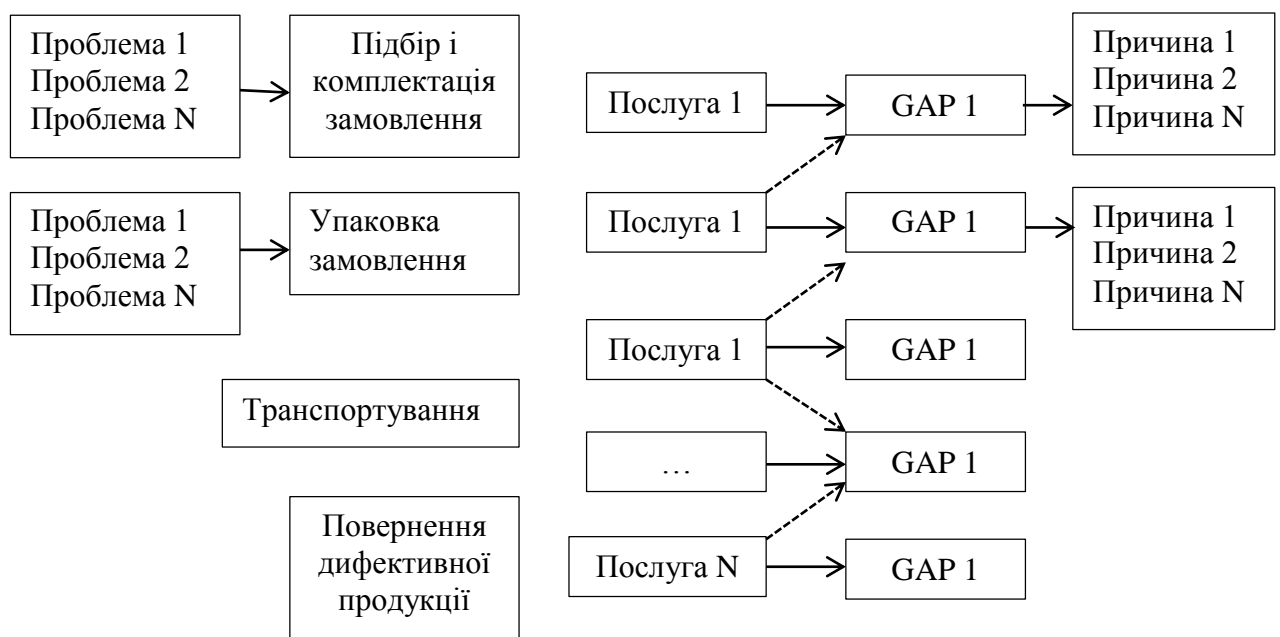 Проблема 1
Проблема 2
Проблема N
Підбір і
комплектація
замовлення
Послуга 1
GAP 1
Причина 1
Причина 2
Причина N
Проблема 1
Проблема 2
Проблема N
Упаковка
замовлення
Послуга 1
GAP 1
Причина 1
Причина 2
Причина N
Послуга 1
GAP 1
Транспортування
…
GAP 1
Повернення
дифективної
продукції
Послуга N
GAP 1